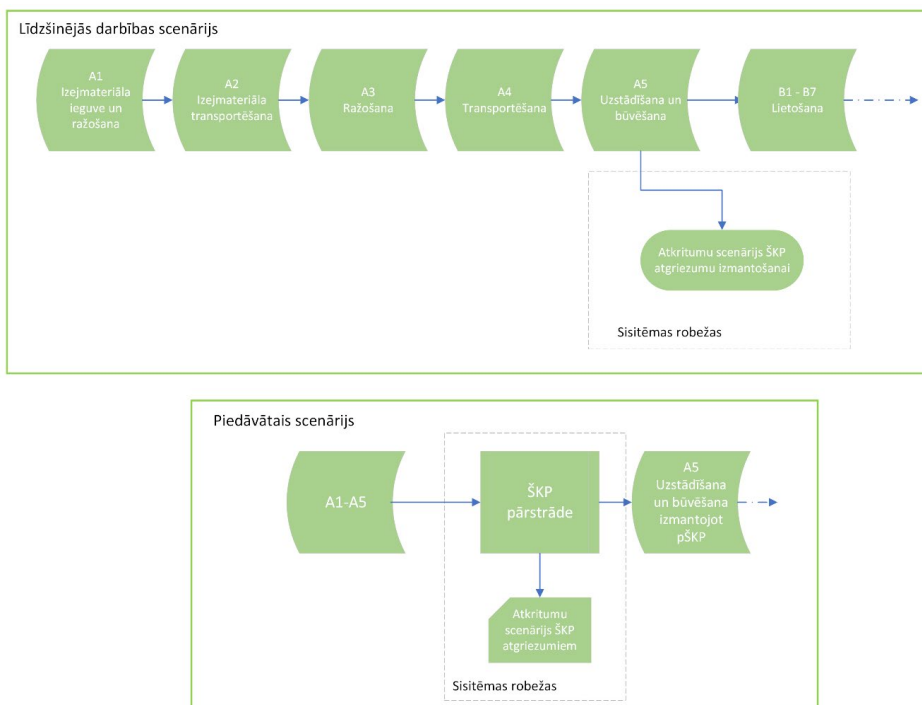 Līdzšinējās darbības scenārijs
A1
Izejmateriāla
ieguve un
ražošana
A2
Izejmateriāla
transportēšana
A3
Ražošana
A4
Transportēšana
A5
Uzstādīšana un
būvēšana
B1 - B7
Lietošana
Atkritumu scenārijs ŠKP
atgriezumu izmantošanai
Sisitēmas robežas
Piedāvātais scenārijs
A1-A5
ŠKP
pārstrāde
A5
Uzstādīšana
un būvēšana
izmantojot
pŠKP
Atkritumu
scenārijs ŠKP
atgriezumiem
Sisitēmas robežas